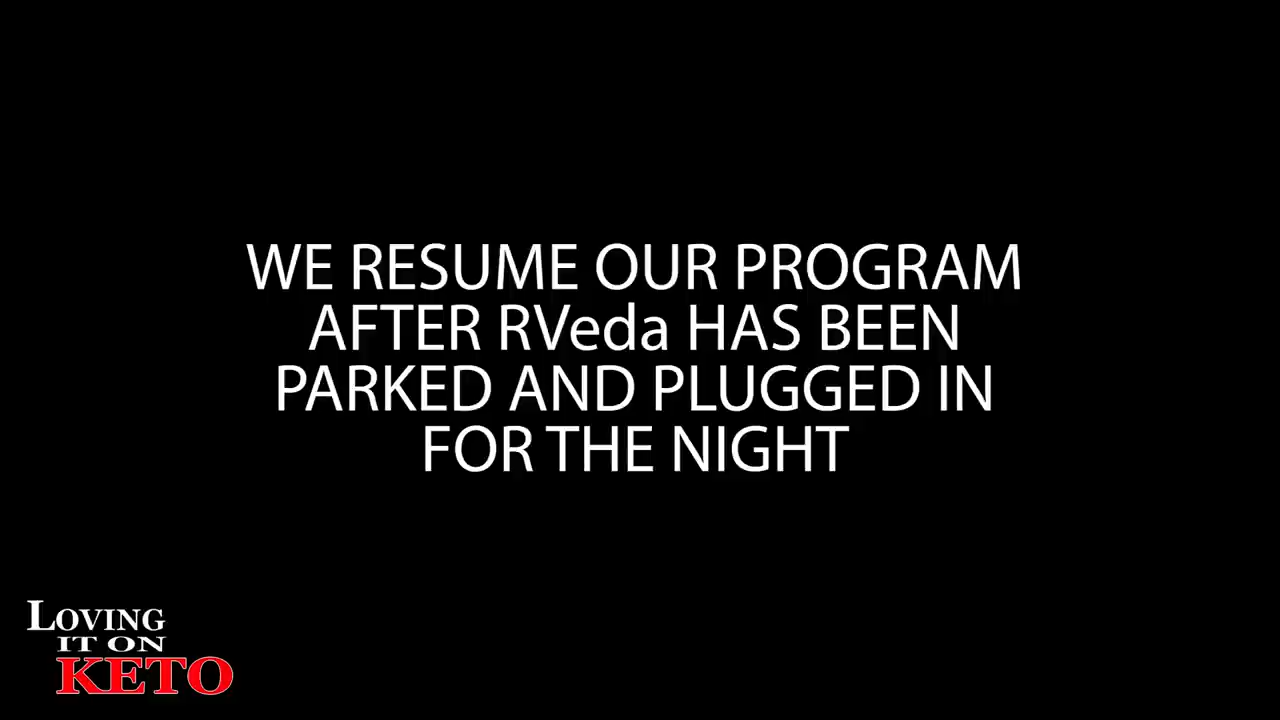 WE RESUME OUR PROGRAM
AFTER RVeda HAS BEEN
PARKED AND PLUGGED IN
FOR THE NIGHT
LOVING
IT ON
KETO